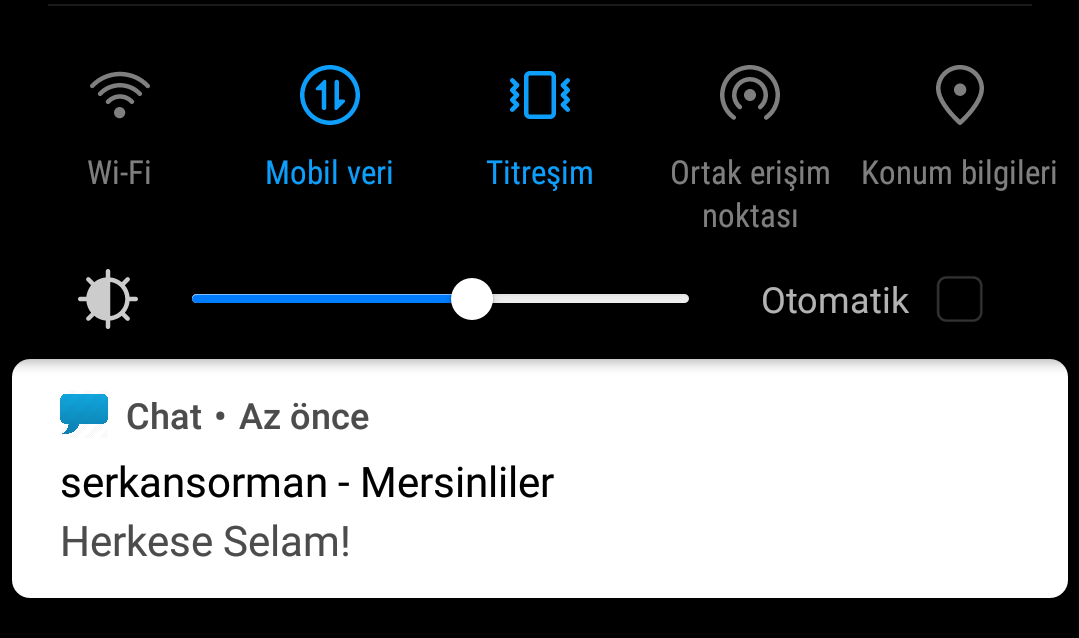 Wi-Fi
Mobil veri
Titreşim
Ortak erişim
noktası
Konum bilgileri
Otomatik
Chat • Az önce
serkansorman - Mersinliler
Herkese Selam!